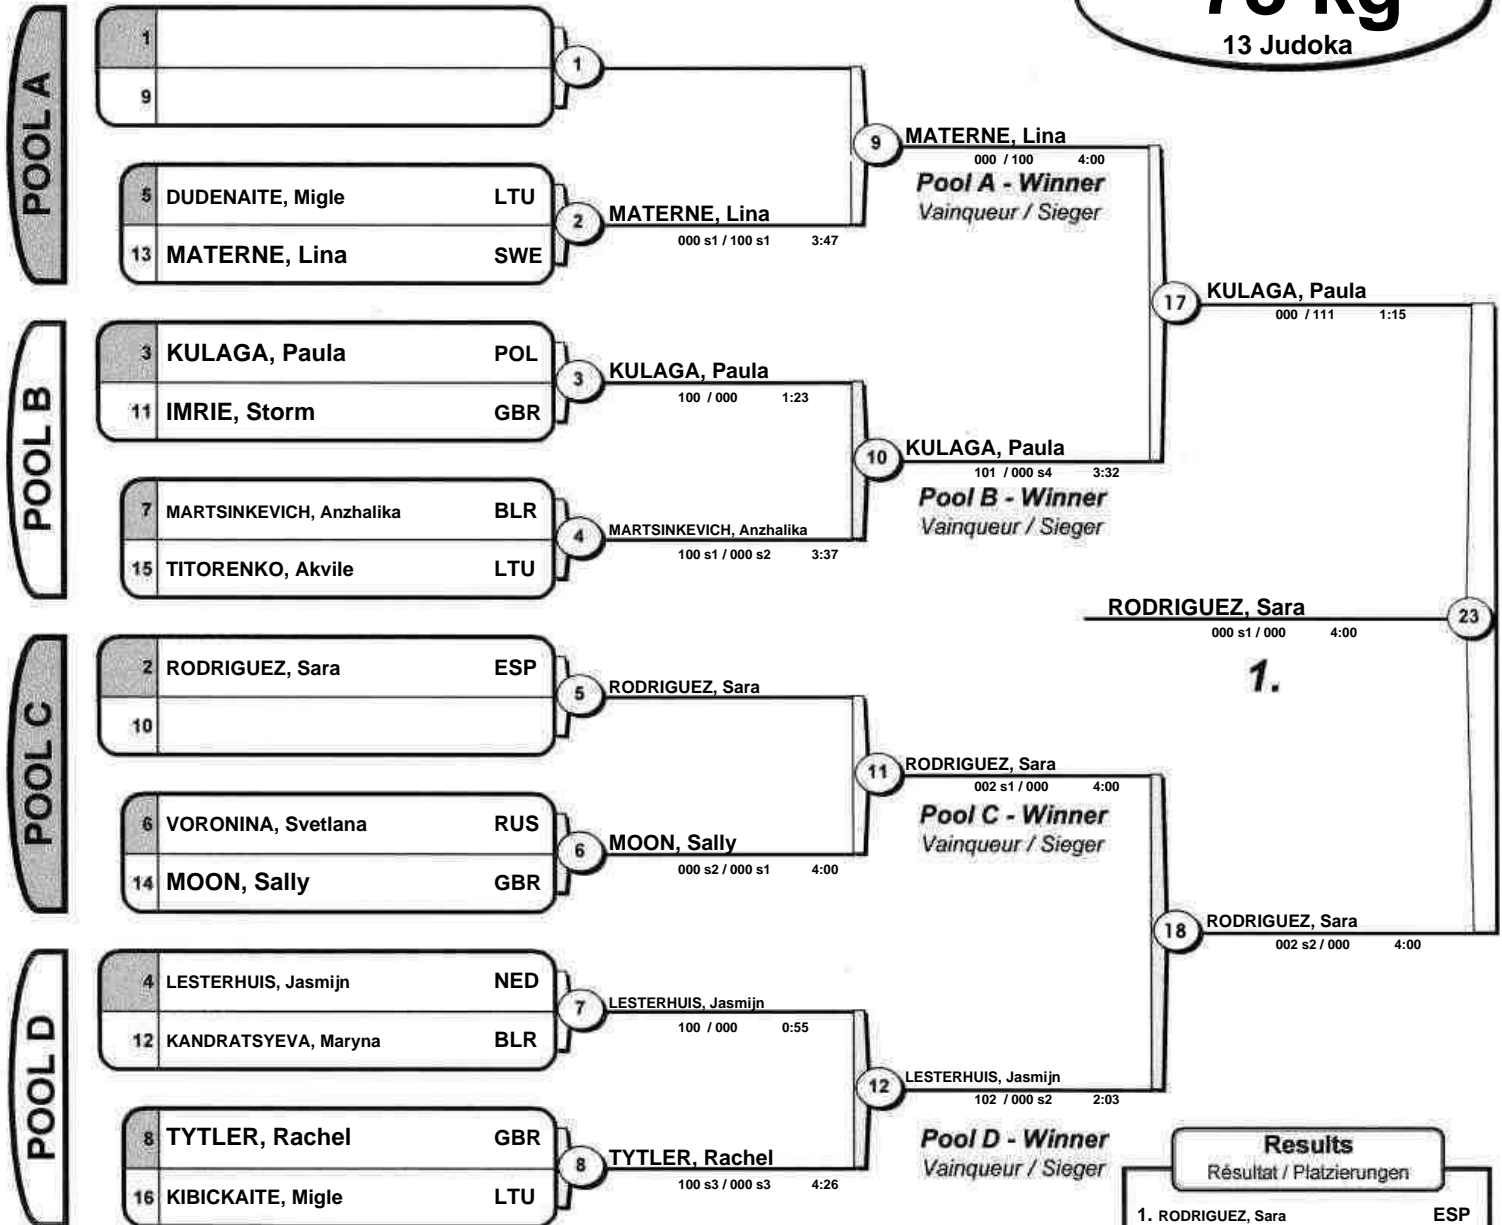 78 kg
13 Judoka
POOL A
1
9
1
5 DUDENAITE, Migle LTU
13 MATERNE, Lina SWE
2
MATERNE, Lina
000 s1 / 100 s1 3:47
9
MATERNE, Lina
000 / 100 4:00
Pool A - Winner
Vainqueur / Sieger
POOL B
3 KULAGA, Paula POL
11 IMRIE, Storm GBR
3
KULAGA, Paula
100 / 000 1:23
7 MARTSINKEVICH, Anzhalika BLR
15 TITORENKO, Akvile LTU
4
MARTSINKEVICH, Anzhalika
100 s1 / 000 s2 3:37
10
KULAGA, Paula
101 / 000 s4 3:32
Pool B - Winner
Vainqueur / Sieger
17
KULAGA, Paula
000 / 111 1:15
RODRIGUEZ, Sara
000 s1 / 000 4:00
23
1.
POOL C
2 RODRIGUEZ, Sara ESP
10
5
RODRIGUEZ, Sara
6 VORONINA, Svetlana RUS
14 MOON, Sally GBR
6
MOON, Sally
000 s2 / 000 s1 4:00
11
RODRIGUEZ, Sara
002 s1 / 000 4:00
Pool C - Winner
Vainqueur / Sieger
18
RODRIGUEZ, Sara
002 s2 / 000 4:00
POOL D
4 LESTERHUIS, Jasmijn NED
12 KANDRATSYEVA, Maryna BLR
7
LESTERHUIS, Jasmijn
100 / 000 0:55
8 TYTLER, Rachel GBR
16 KIBICKAITE, Migle LTU
8
TYTLER, Rachel
100 s3 / 000 s3 4:26
12
LESTERHUIS, Jasmijn
102 / 000 s2 2:03
Pool D - Winner
Vainqueur / Sieger
Results
Résultat / Platzierungen
1. RODRIGUEZ, Sara ESP